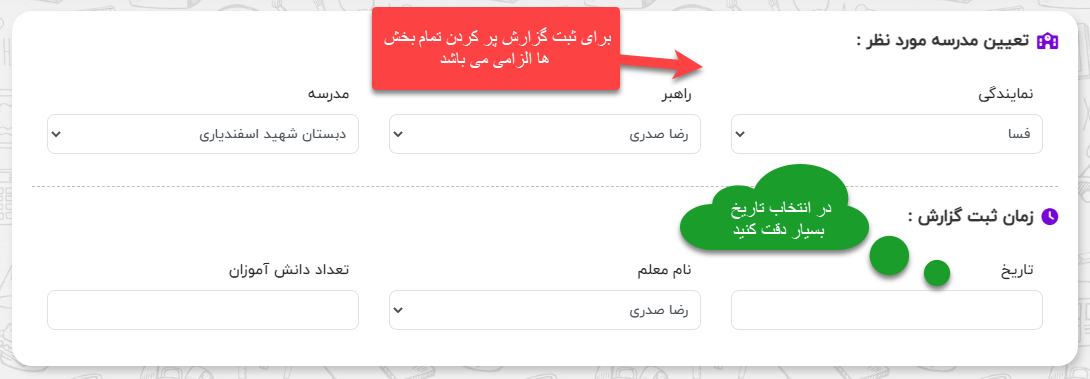 تعیین مدرسه مورد نظر :
برای ثبت گزارش پر کردن تمام بخش
ها الزامی می باشد
نمایندگی
راهبر
مدرسه
فسا
رضا صدری
دبستان شهید اسفندیاری
زمان ثبت گزارش :
در انتخاب تاریخ
بسیار دقت کنید
تاریخ
نام معلم
تعداد دانش آموزان
رضا صدری